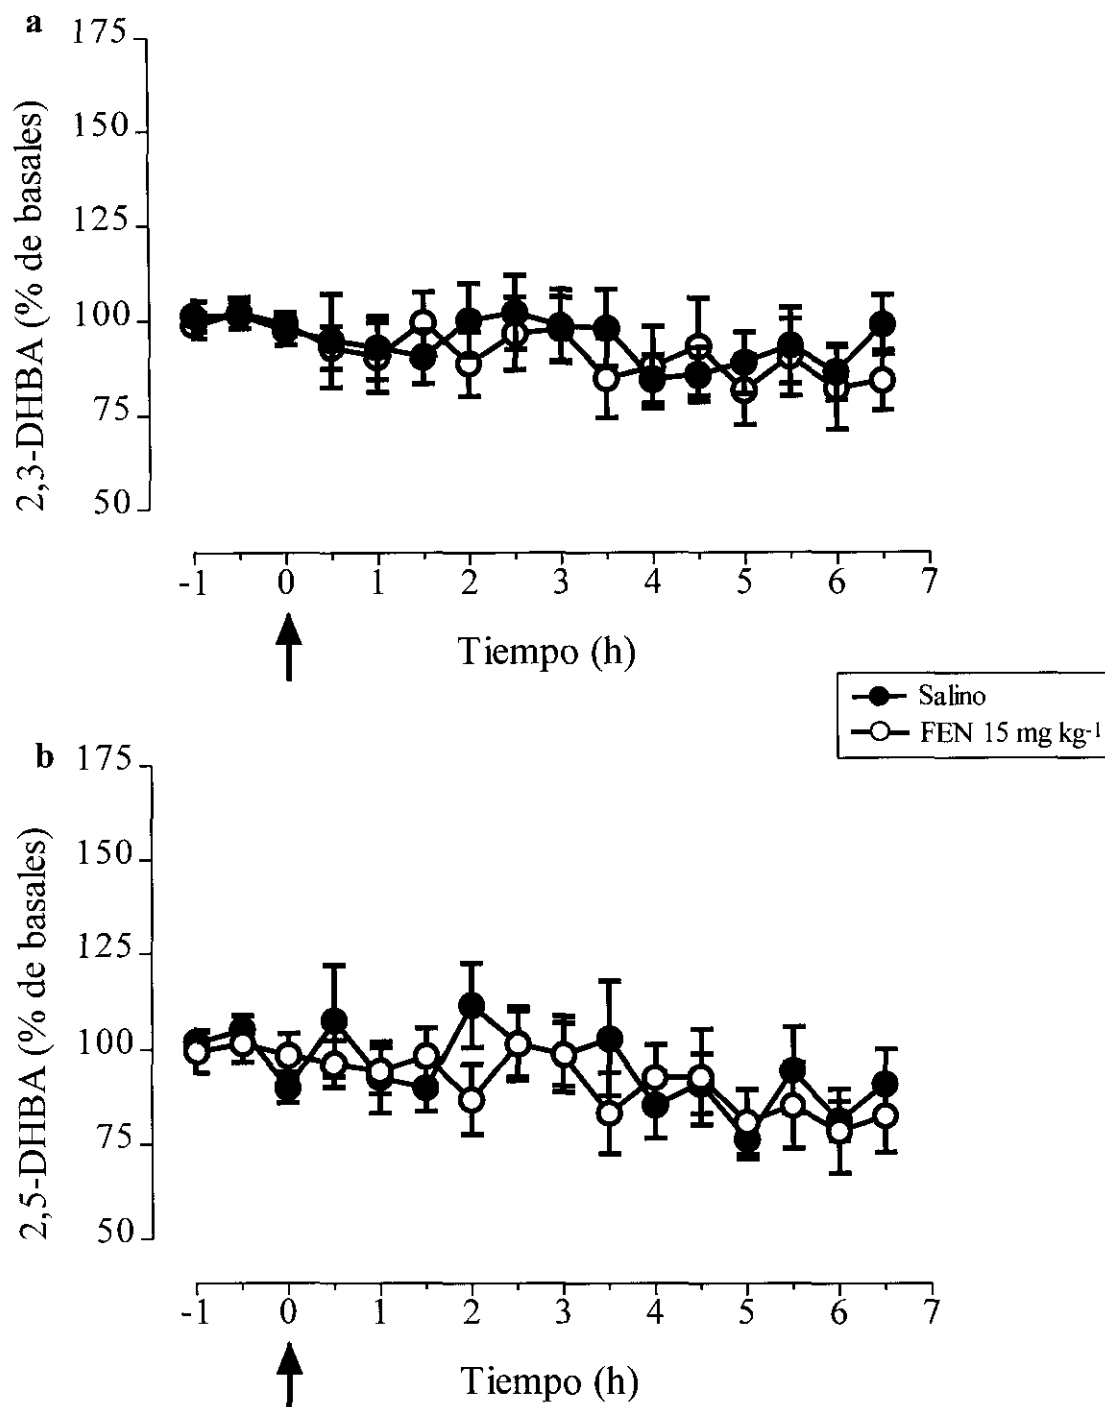 a
2,3-DHBA (% de basales)
175
150
125
100
75
50
-1 0 1 2 3 4 5 6 7
Tiempo (h)
Salino
FEN 15 mg kg-1
b
2,5-DHBA (% de basales)
175
150
125
100
75
50
-1 0 1 2 3 4 5 6 7
Tiempo (h)